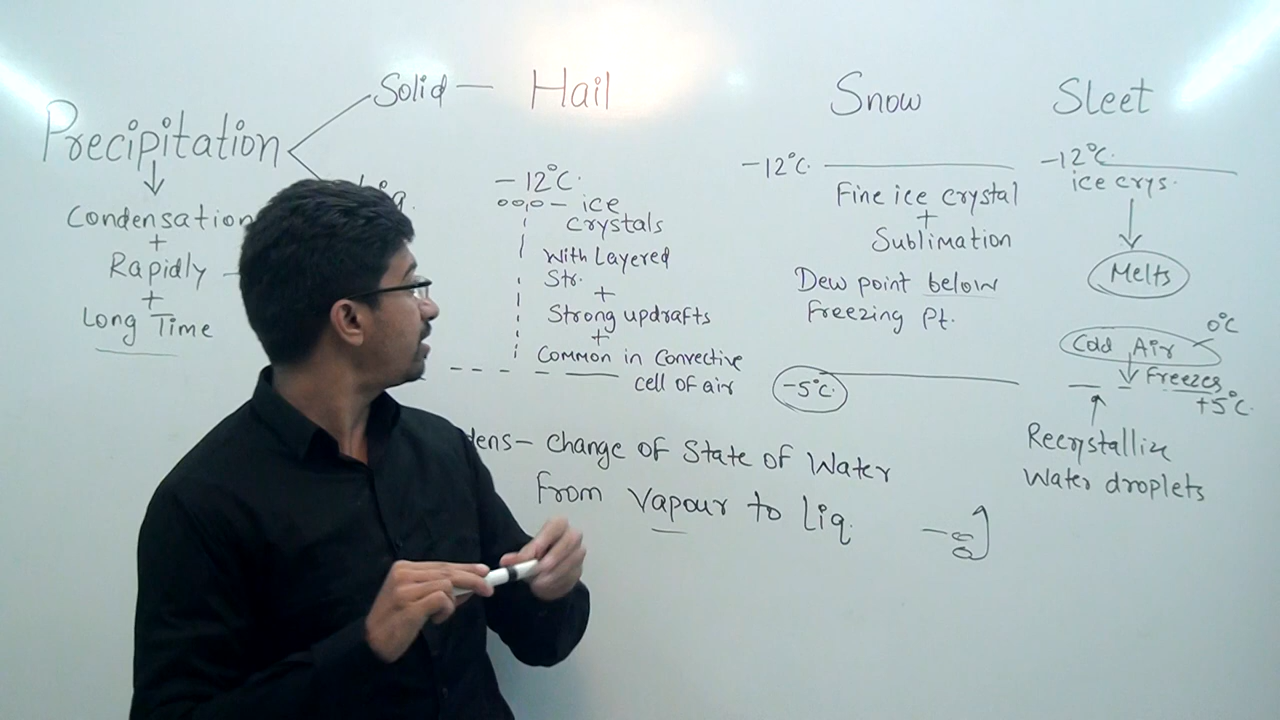 Precipitation
Solid — Hail
Liq.
Condensation
+
Rapidly
+
Long Time
-12°C.
— ice
crystals
With Layered
Str.
+
Strong updrafts
+
Common in Convective
cell of air
Snow
-12°C.
Fine ice crystal
+
Sublimation
Dew point below
Freezing Pt.
-5°C.
Sleet
-12°C.
ice crys.
Melts
0°C
Cold Air
Freezes
+5°C.
Recrystallize
Water droplets
dens — Change of State of Water
From Vapour to Liq.